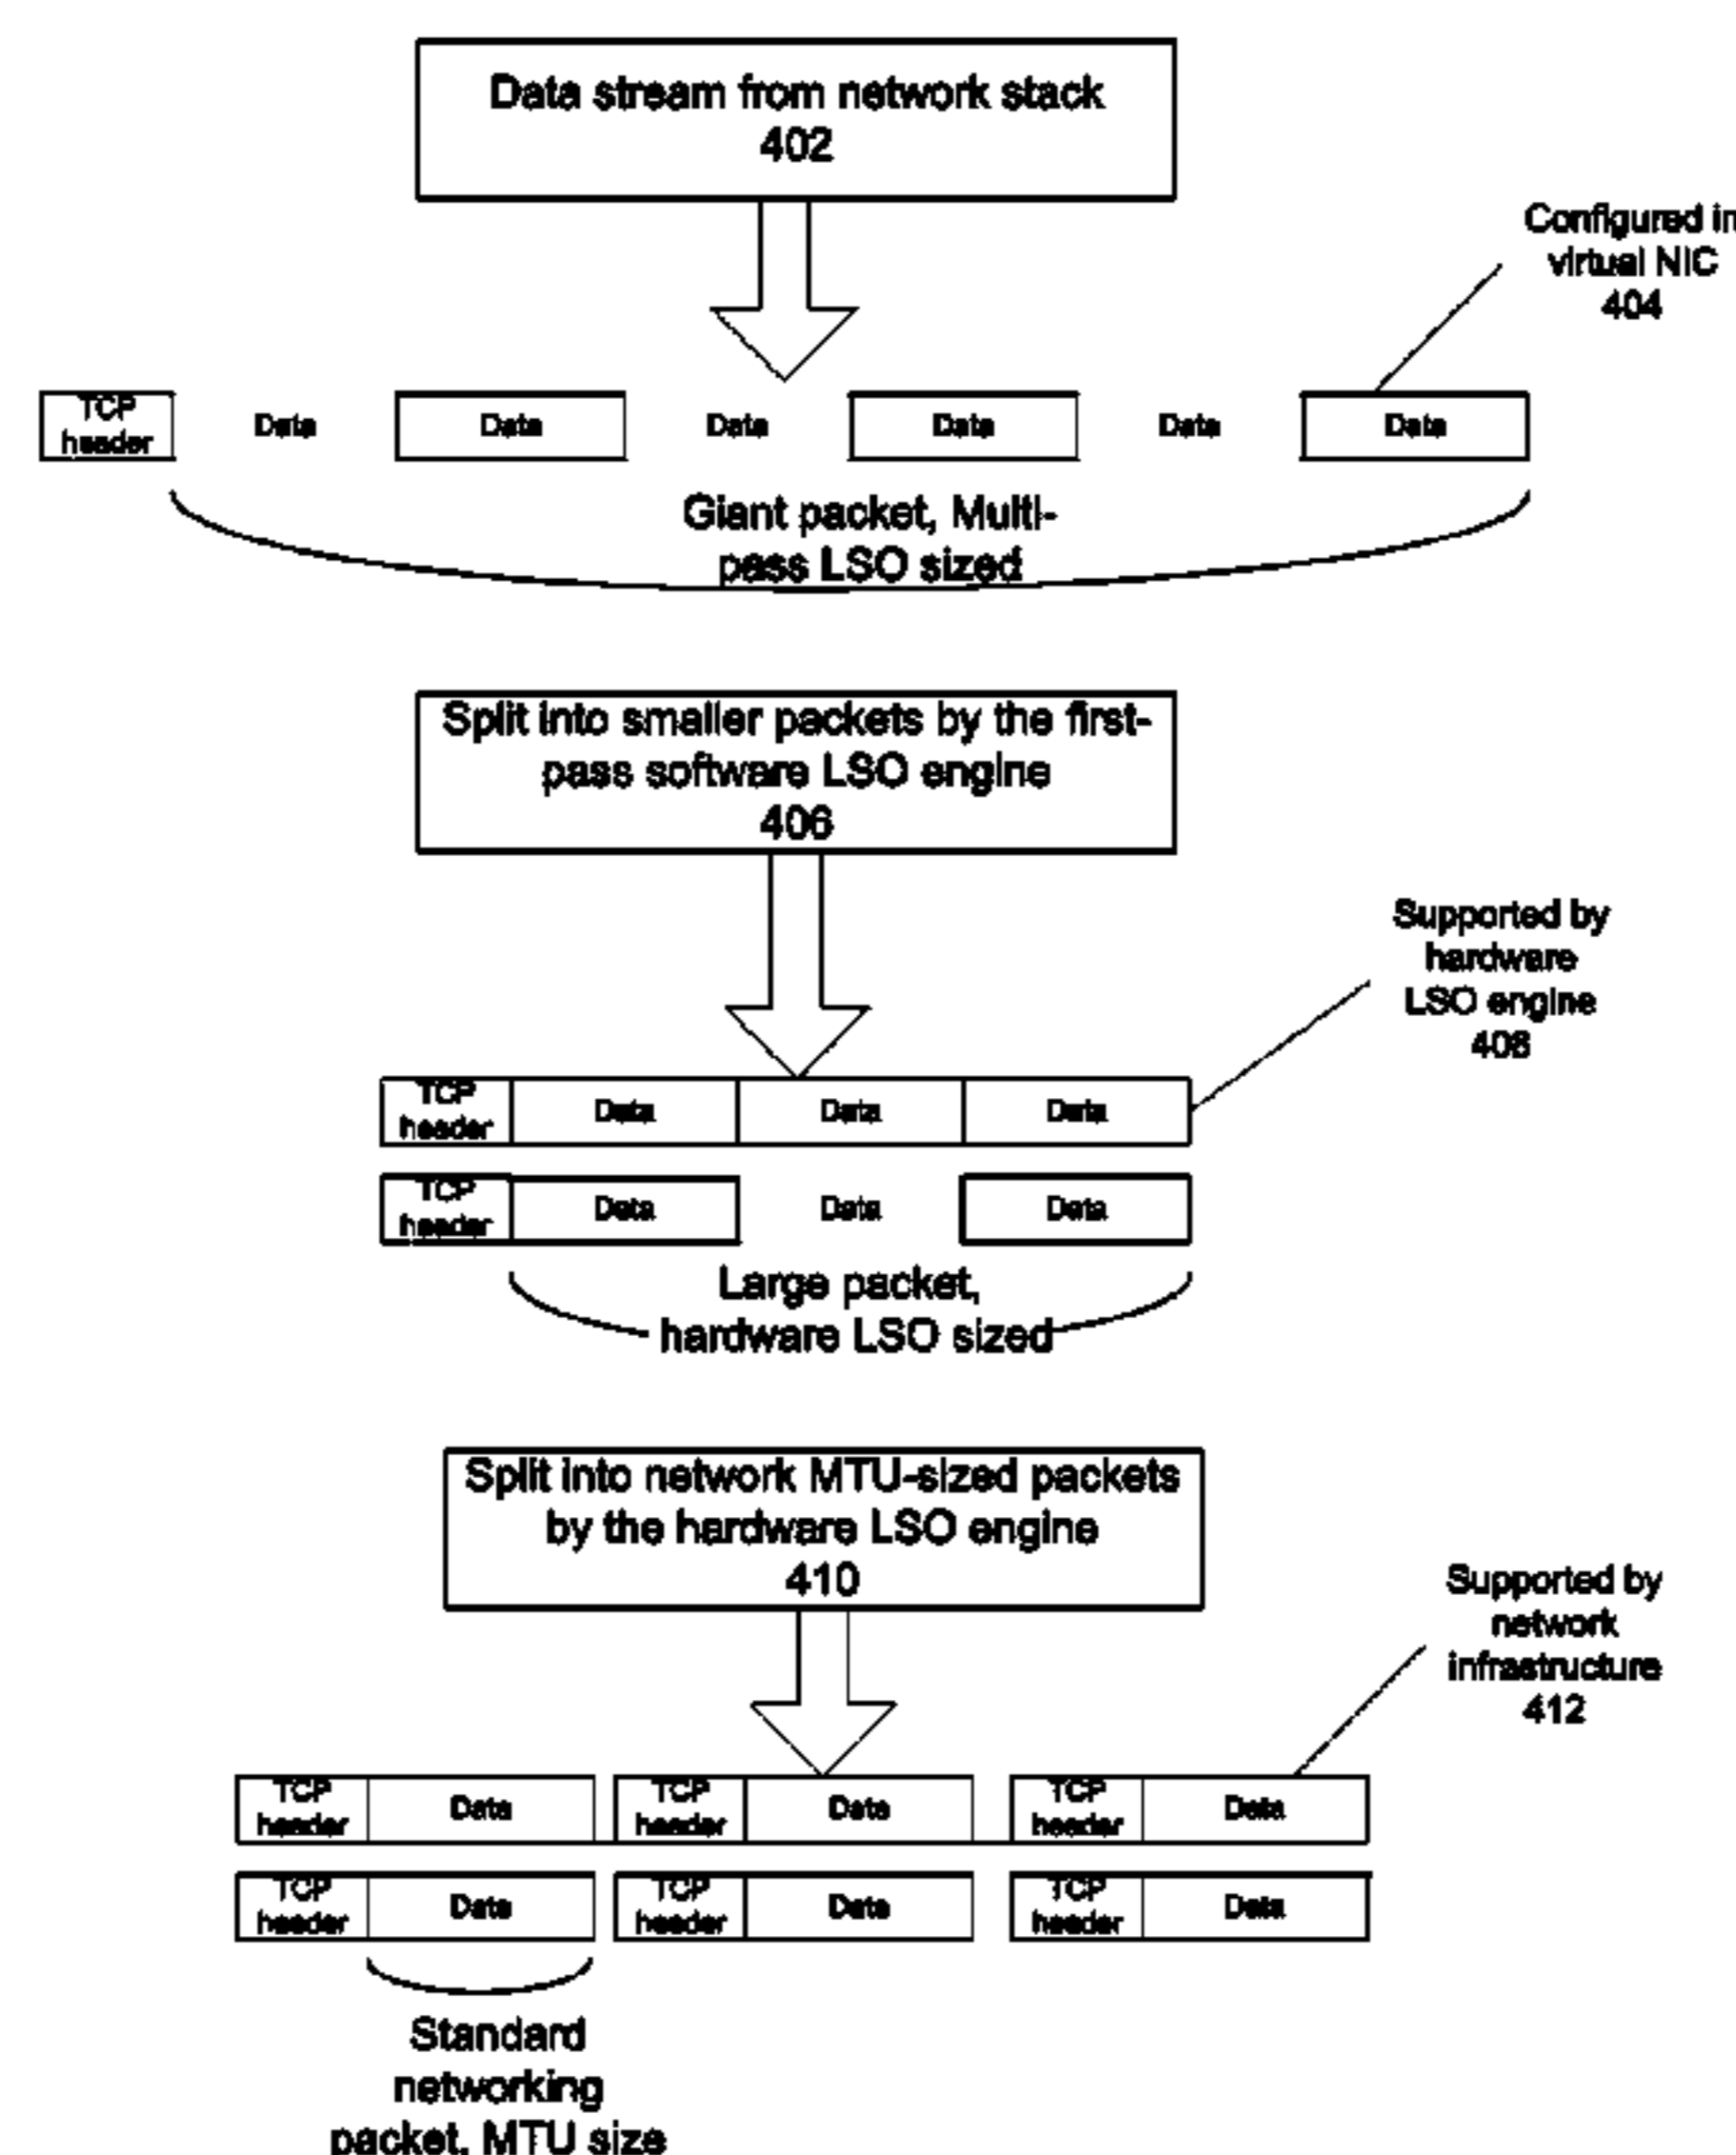 Data stream from network stack
402
Configured in
virtual NIC
404
TCP
header
Data
Data
Data
Data
Data
Data
Giant packet, Multi-
pass LSO sized
Split into smaller packets by the first-
pass software LSO engine
406
Supported by
hardware
LSO engine
408
TCP
header
Data
Data
Data
TCP
header
Data
Data
Data
Large packet,
hardware LSO sized
Split into network MTU-sized packets
by the hardware LSO engine
410
Supported by
network
infrastructure
412
TCP
header
Data
TCP
header
Data
TCP
header
Data
TCP
header
Data
TCP
header
Data
TCP
header
Data
Standard
networking
packet, MTU size